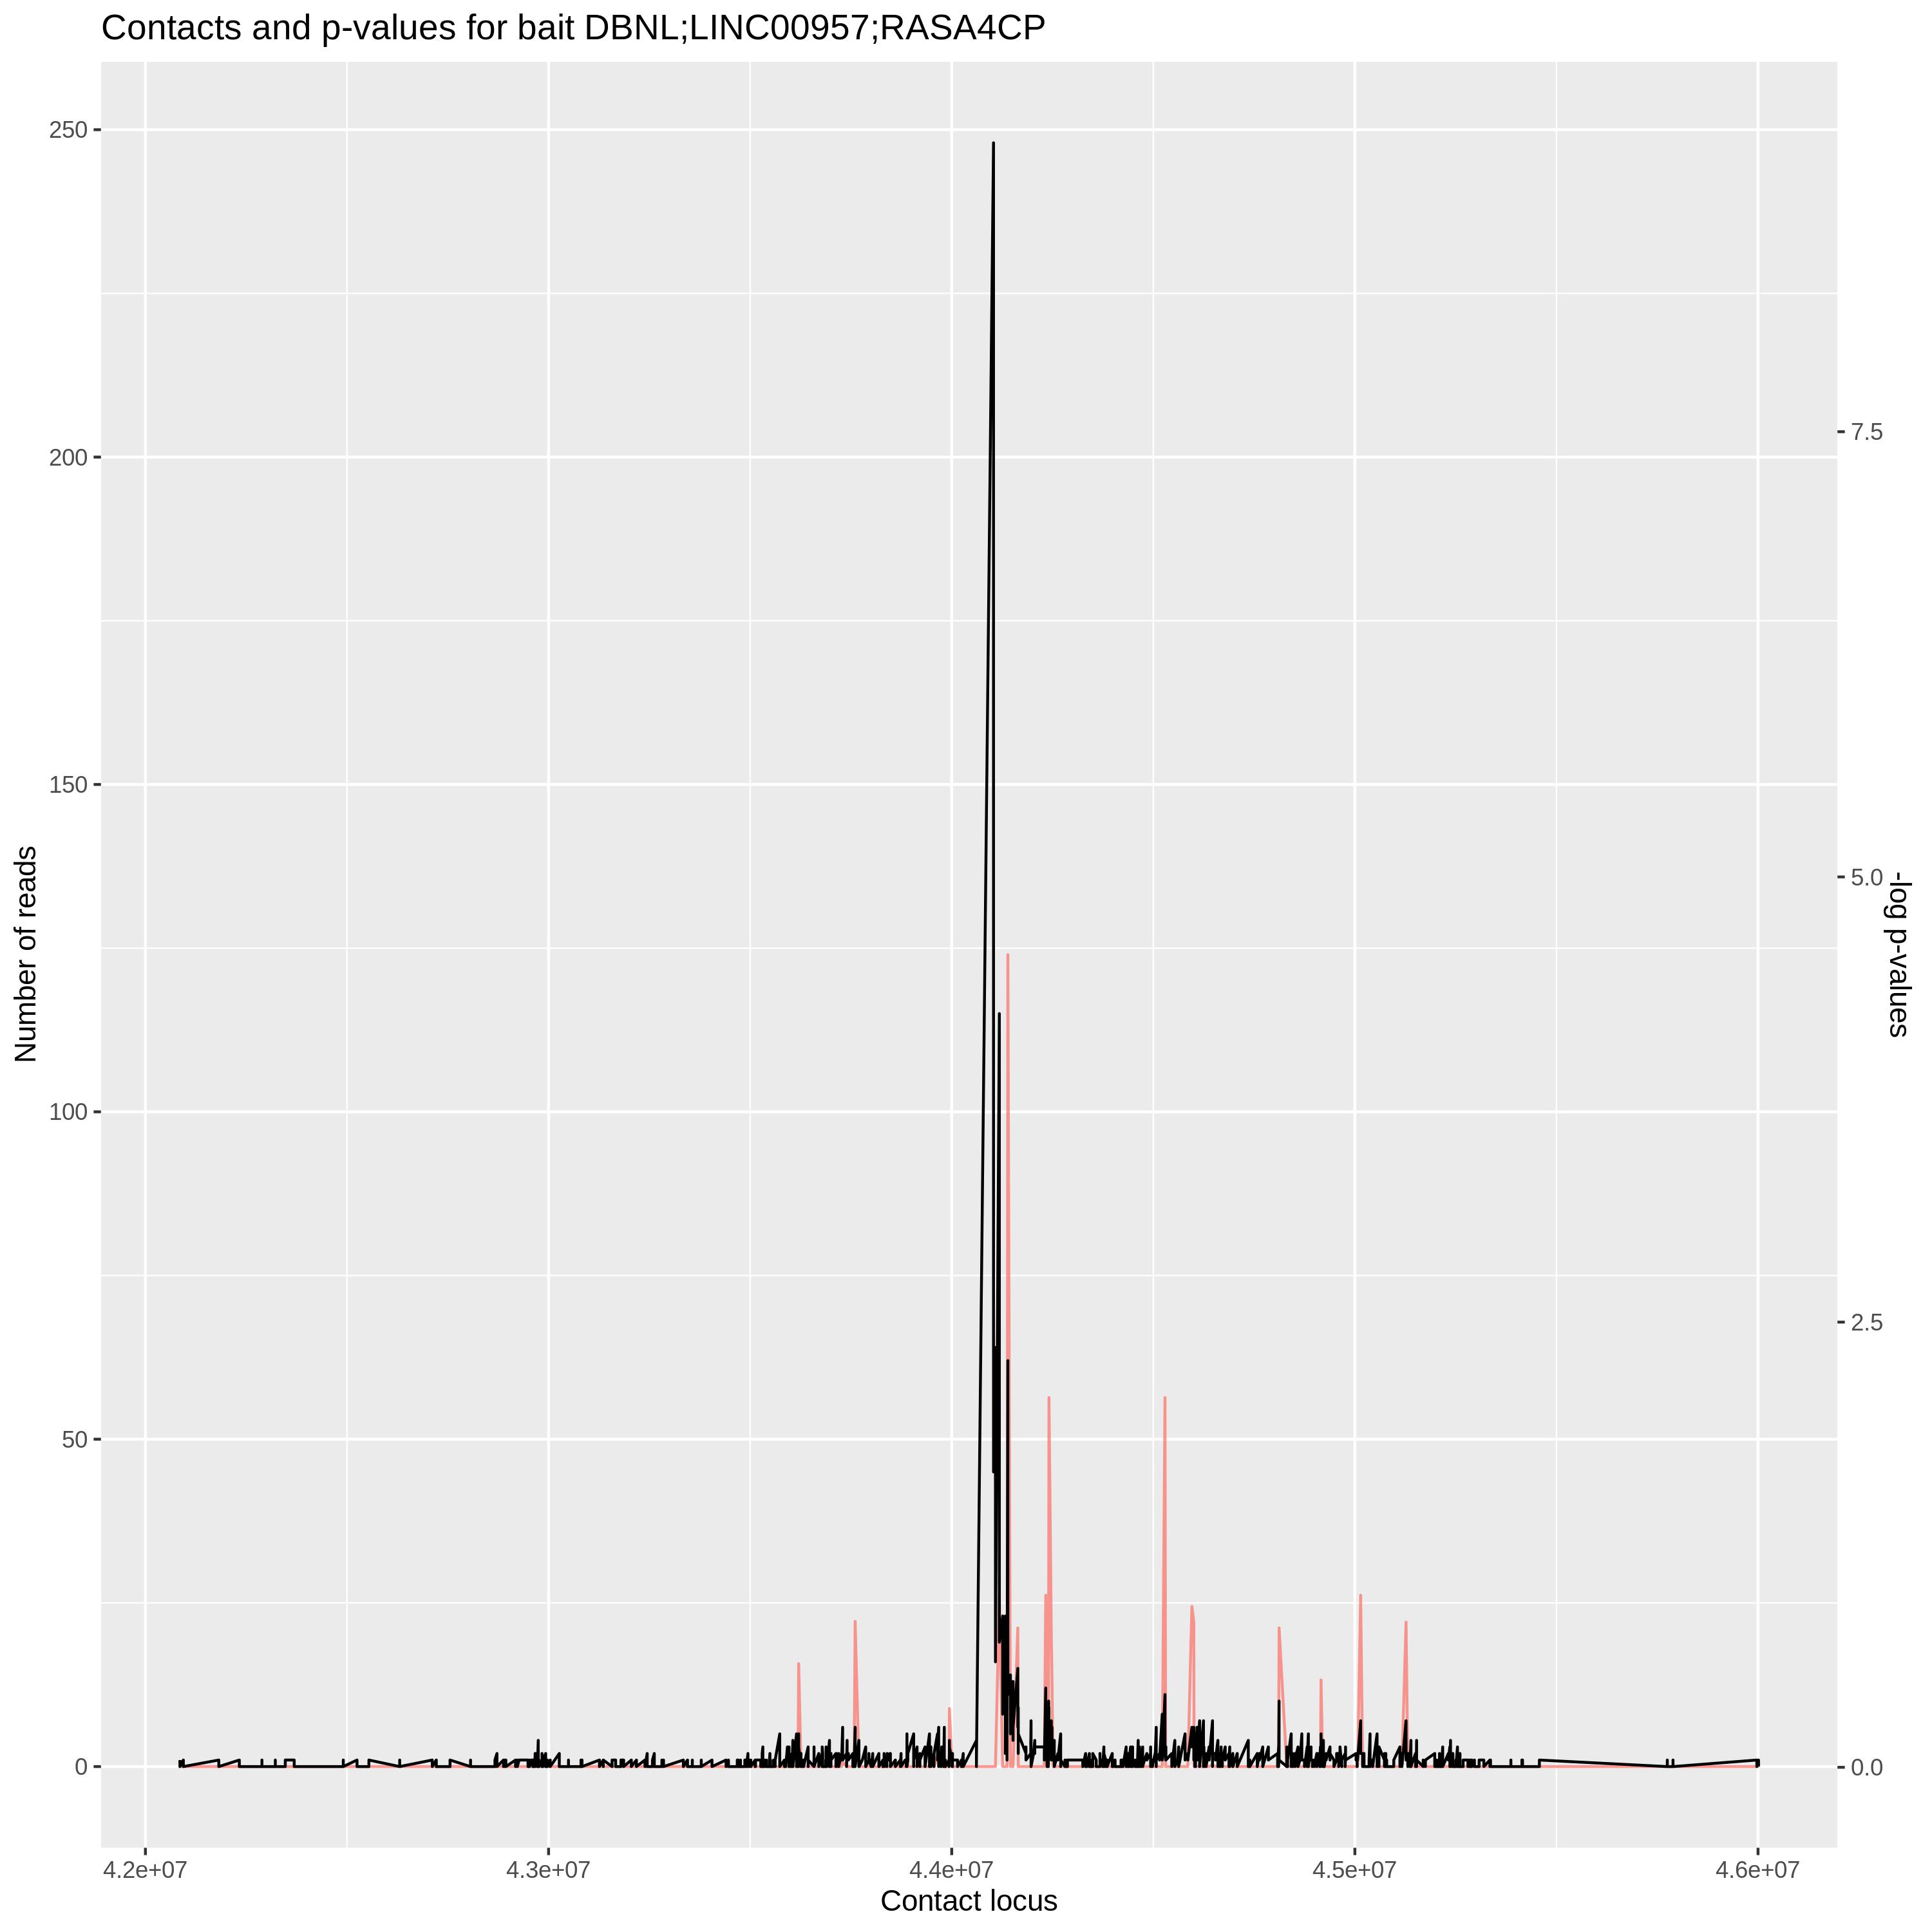 Contacts and p-values for bait DBNL;LINC00957;RASA4CP
250
200
150
100
50
0
Number of reads
7.5
5.0
2.5
0.0
-log p-values
4.2e+07
4.3e+07
4.4e+07
4.5e+07
4.6e+07
Contact locus